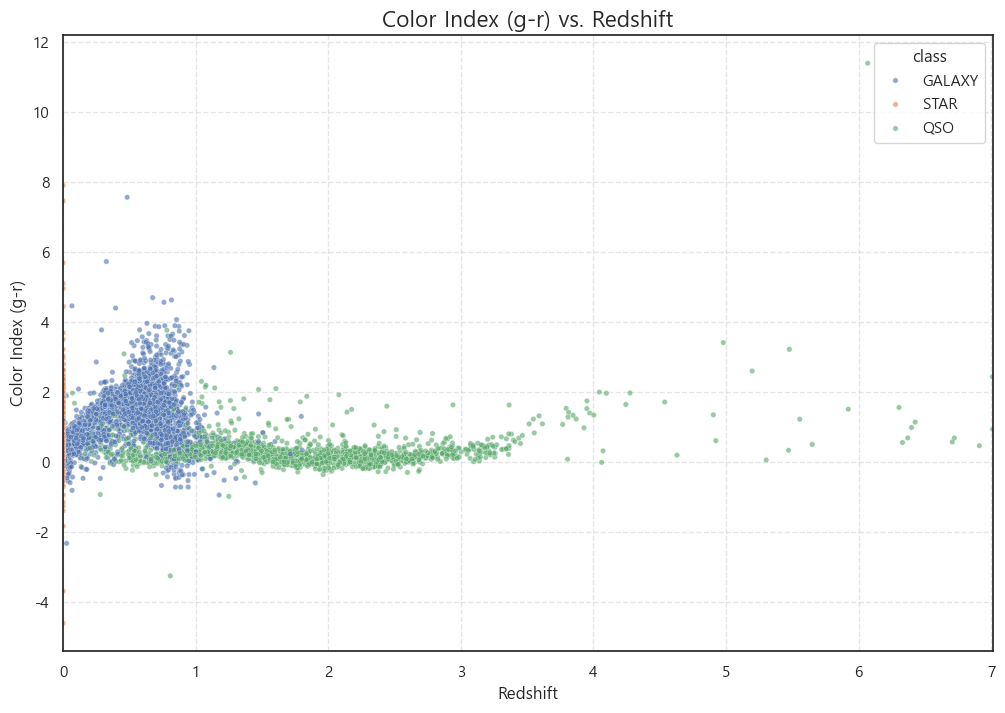 Color Index (g-r) vs. Redshift
12
10
8
6
4
2
0
-2
-4
Color Index (g-r)
class
GALAXY
STAR
QSO
0 1 2 3 4 5 6 7
Redshift